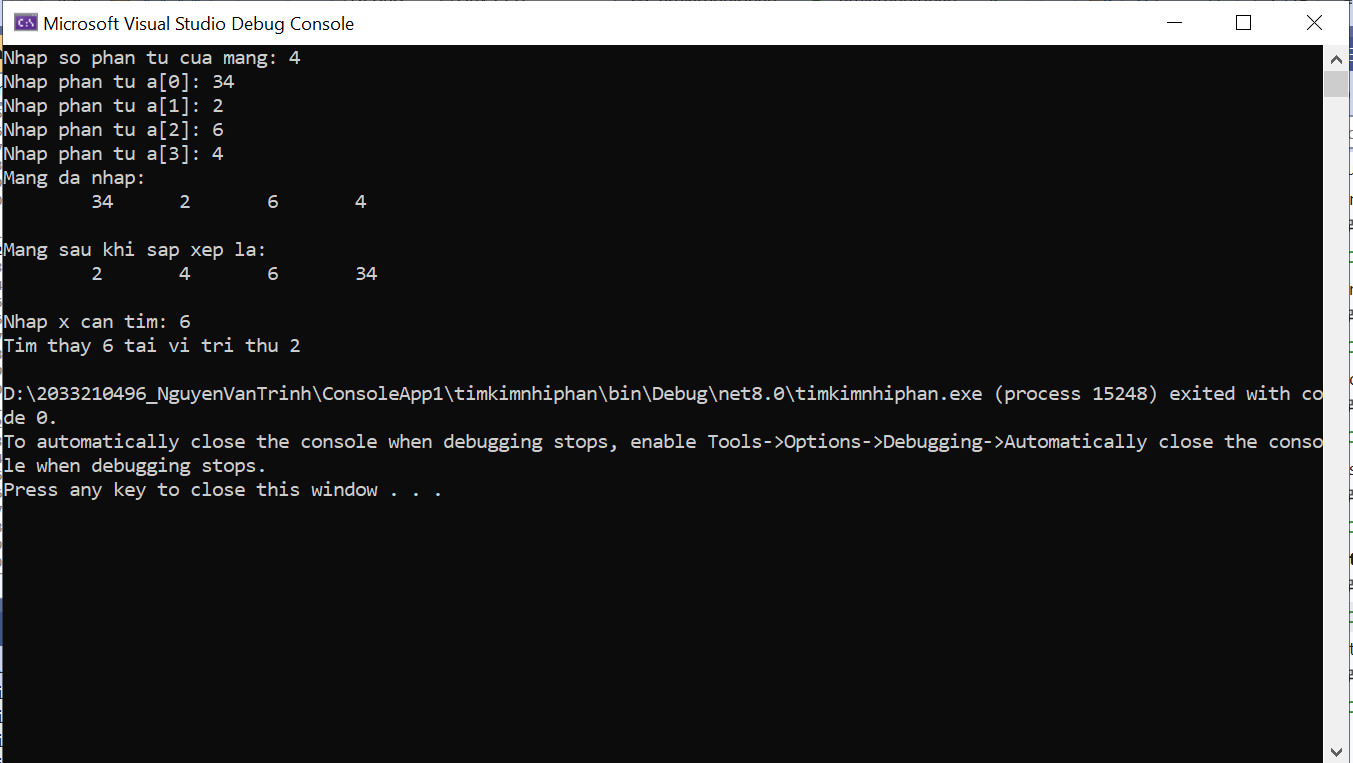 Microsoft Visual Studio Debug Console
Nhap so phan tu cua mang: 4
Nhap phan tu a[0]: 34
Nhap phan tu a[1]: 2
Nhap phan tu a[2]: 6
Nhap phan tu a[3]: 4
Mang da nhap:
34 2 6 4
Mang sau khi sap xep la:
2 4 6 34
Nhap x can tim: 6
Tim thay 6 tai vi tri thu 2
D:\2033210496_NguyenVanTrinh\ConsoleApp1\timkimnhiphan\bin\Debug\net8.0\timkimnhiphan.exe (process 15248) exited with co
de 0.
To automatically close the console when debugging stops, enable Tools->Options->Debugging->Automatically close the conso
le when debugging stops.
Press any key to close this window . . .